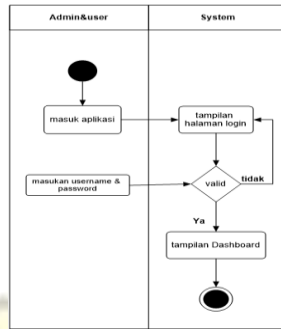 Admin&user
System
masuk aplikasi
tampilan
halaman login
masukan username &
password
valid
tidak
Ya
tampilan Dashboard